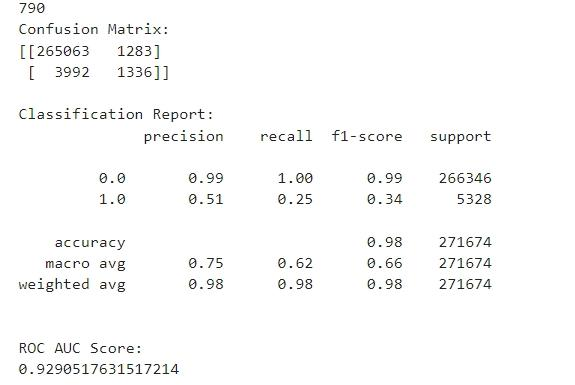 790
Confusion Matrix:
[[265063   1283]
 [  3992   1336]]
Classification Report:
              precision    recall  f1-score   support
         0.0       0.99      1.00      0.99    266346
         1.0       0.51      0.25      0.34      5328
    accuracy                           0.98    271674
   macro avg       0.75      0.62      0.66    271674
weighted avg       0.98      0.98      0.98    271674
ROC AUC Score:
0.9290517631517214